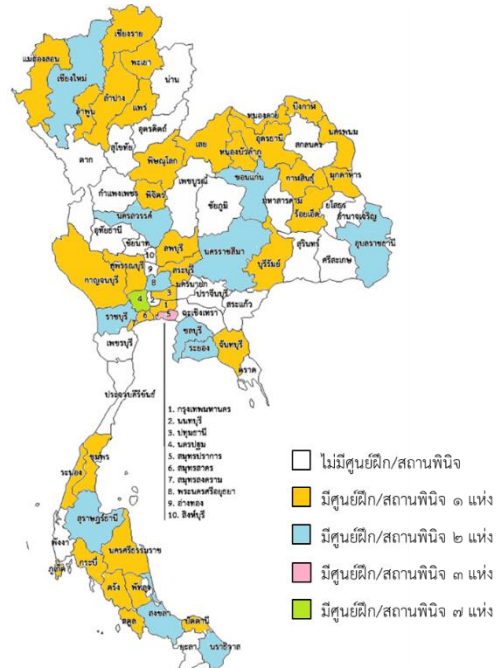 เชียงราย
แม่ฮ่องสอน
เชียงใหม่
พะเยา
น่าน
ลำปาง
ลำพูน
แพร่
อุตรดิตถ์
สุโขทัย
ตาก
พิษณุโลก
เลย
หนองคาย
บึงกาฬ
อุดรธานี
หนองบัวลำภู
สกลนคร
นครพนม
กำแพงเพชร
พิจิตร
เพชรบูรณ์
ขอนแก่น
กาฬสินธุ์
มุกดาหาร
มหาสารคาม
ร้อยเอ็ด
ยโสธร
อำนาจเจริญ
นครสวรรค์
ชัยภูมิ
อุทัยธานี
ชัยนาท
10
ลพบุรี
นครราชสีมา
บุรีรัมย์
สุรินทร์
ศรีสะเกษ
อุบลราชธานี
สุพรรณบุรี
9
สระบุรี
กาญจนบุรี
8
นครนายก
ปราจีนบุรี
สระแก้ว
3
4
2
1
ฉะเชิงเทรา
ราชบุรี
6
5
ชลบุรี
ระยอง
จันทบุรี
ตราด
เพชรบุรี
ประจวบคีรีขันธ์
1. กรุงเทพมหานคร
2. นนทบุรี
3. ปทุมธานี
4. นครปฐม
5. สมุทรปราการ
6. สมุทรสาคร
7. สมุทรสงคราม
8. พระนครศรีอยุธยา
9. อ่างทอง
10. สิงห์บุรี
ชุมพร
ระนอง
สุราษฎร์ธานี
พังงา
ภูเก็ต
กระบี่
นครศรีธรรมราช
ตรัง
พัทลุง
สตูล
สงขลา
ปัตตานี
ยะลา
นราธิวาส
ไม่มีศูนย์ฝึก/สถานพินิจ
มีศูนย์ฝึก/สถานพินิจ ๑ แห่ง
มีศูนย์ฝึก/สถานพินิจ ๒ แห่ง
มีศูนย์ฝึก/สถานพินิจ ๓ แห่ง
มีศูนย์ฝึก/สถานพินิจ ๗ แห่ง